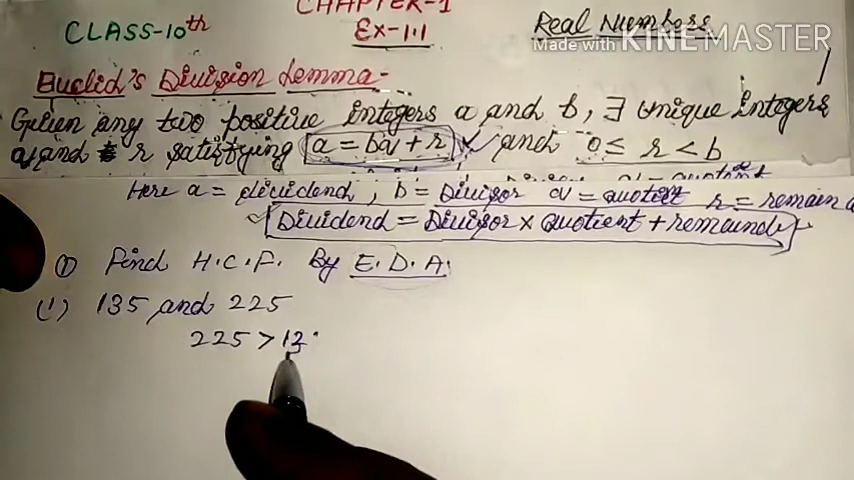 CHAPTER-1
CLASS-10th Ex-1.1 Real Numbers
Made with KINEMASTER
Euclid's Division Lemma-
Given any two positive integers a and b, ∃ unique integers
q and r satisfying a = bq + r and 0 ≤ r < b
Here a = dividend, b = Divisor q = quotient r = remain
Dividend = Divisor × quotient + remainder
① Find H.C.F. By E.D.A.
(i) 135 and 225
225 > 13